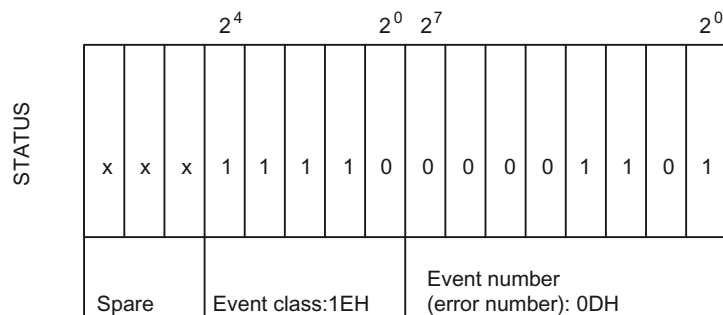 2⁴ 2⁰ 2⁷ 2⁰
STATUS
x x x 1 1 1 1 0 0 0 0 0 1 1 0 1
Spare
Event class:1EH
Event number
(error number): 0DH